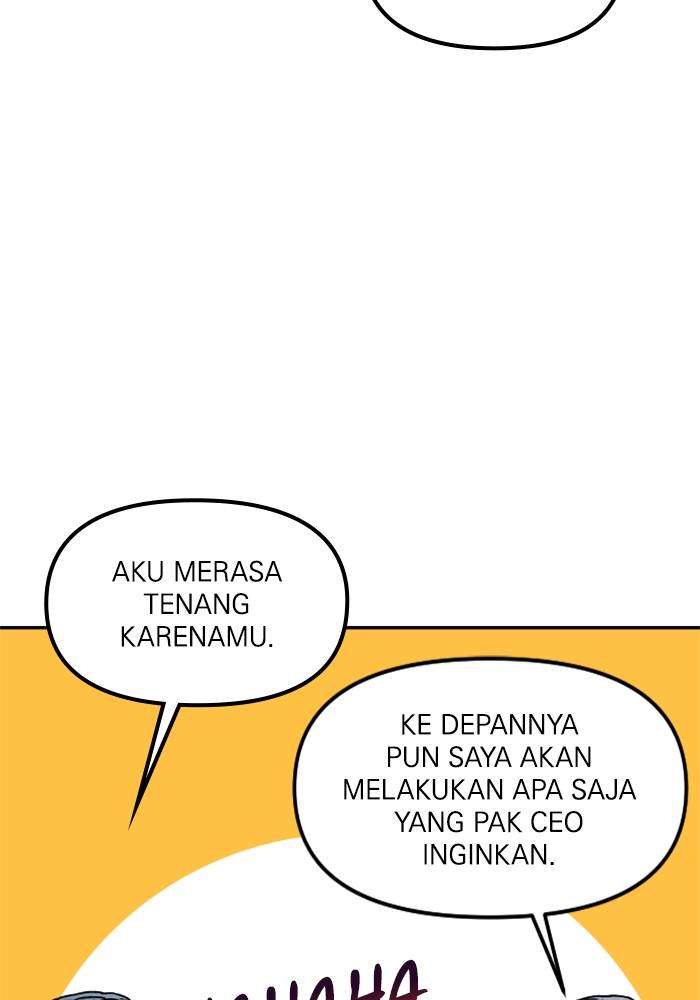 AKU MERASA
TENANG
KARENAMU.
KE DEPANNYA
PUN SAYA AKAN
MELAKUKAN APA SAJA
YANG PAK CEO
INGINKAN.